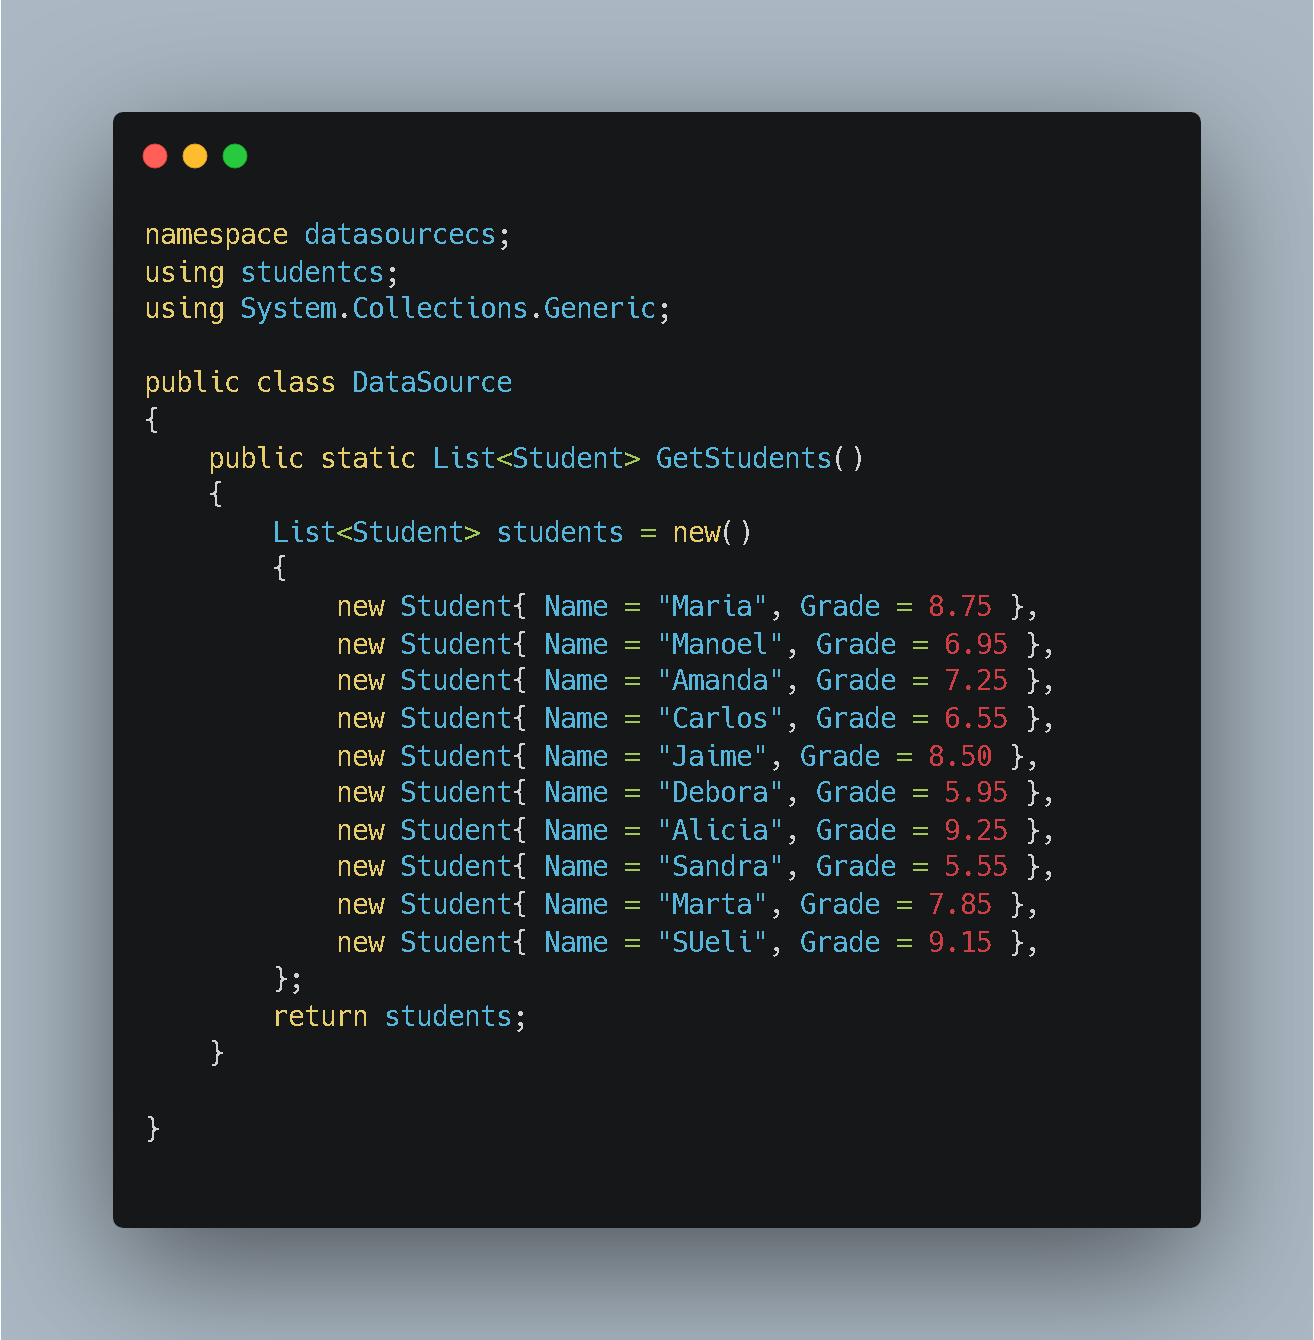 namespace datasourcecs;
using studentcs;
using System.Collections.Generic;

public class DataSource
{
    public static List<Student> GetStudents()
    {
        List<Student> students = new()
        {
            new Student{ Name = "Maria", Grade = 8.75 },
            new Student{ Name = "Manoel", Grade = 6.95 },
            new Student{ Name = "Amanda", Grade = 7.25 },
            new Student{ Name = "Carlos", Grade = 6.55 },
            new Student{ Name = "Jaime", Grade = 8.50 },
            new Student{ Name = "Debora", Grade = 5.95 },
            new Student{ Name = "Alicia", Grade = 9.25 },
            new Student{ Name = "Sandra", Grade = 5.55 },
            new Student{ Name = "Marta", Grade = 7.85 },
            new Student{ Name = "SUeli", Grade = 9.15 },
        };
        return students;
    }

}